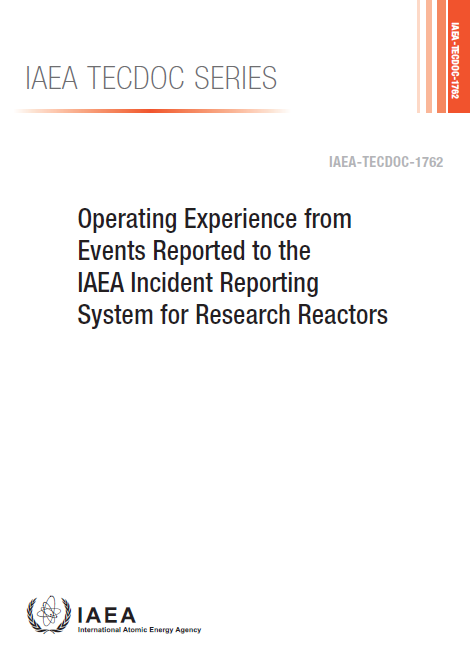 IAEA TECDOC SERIES
IAEA-TECDOC-1762
IAEA-TECDOC-1762
Operating Experience from
Events Reported to the
IAEA Incident Reporting
System for Research Reactors
IAEA
International Atomic Energy Agency